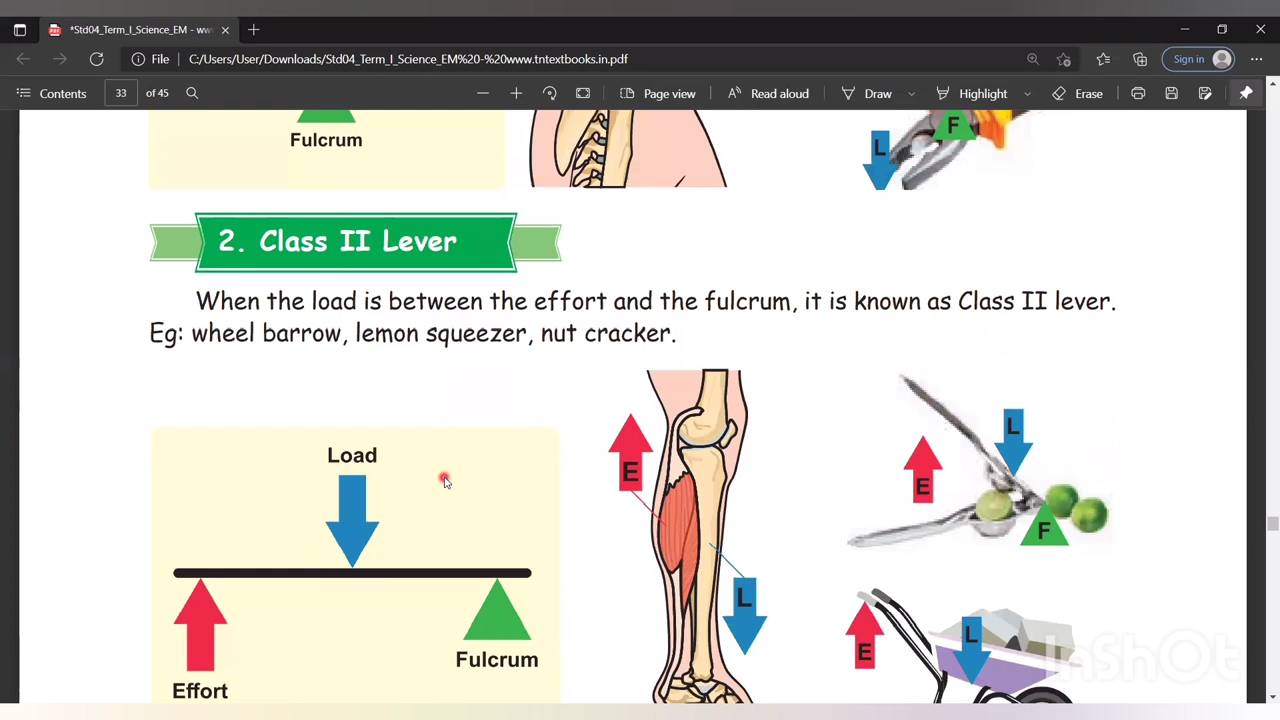 *Std04_Term_I_Science_EM - www
File C:/Users/User/Downloads/Std04_Term_I_Science_EM%20-%20www.tntextbooks.in.pdf
Sign in
Contents 33 of 45
Page view
Read aloud
Draw
Highlight
Erase
Fulcrum
F
L
2. Class II Lever
When the load is between the effort and the fulcrum, it is known as Class II lever.
Eg: wheel barrow, lemon squeezer, nut cracker.
Load
Effort
Fulcrum
E
L
L
E
F
E
L
InShOt